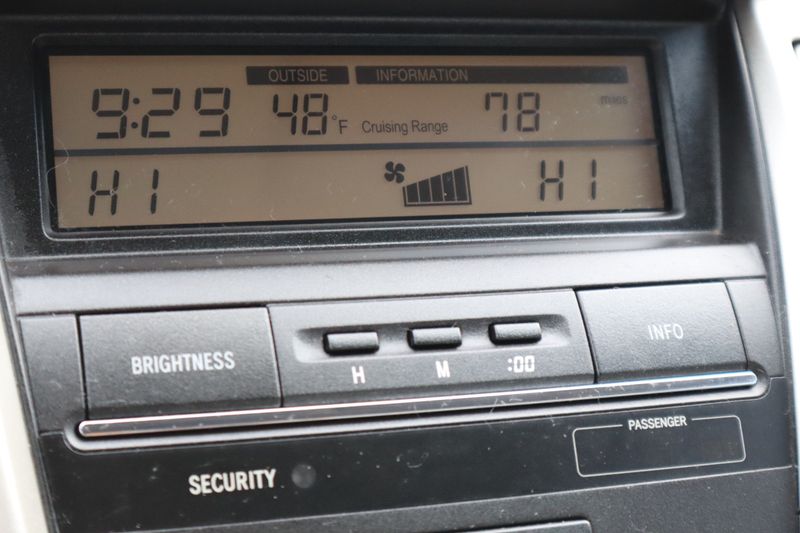 OUTSIDE INFORMATION
9:29 48°F Cruising Range 78 miles
HI HI
BRIGHTNESS H M :00 INFO
PASSENGER
SECURITY